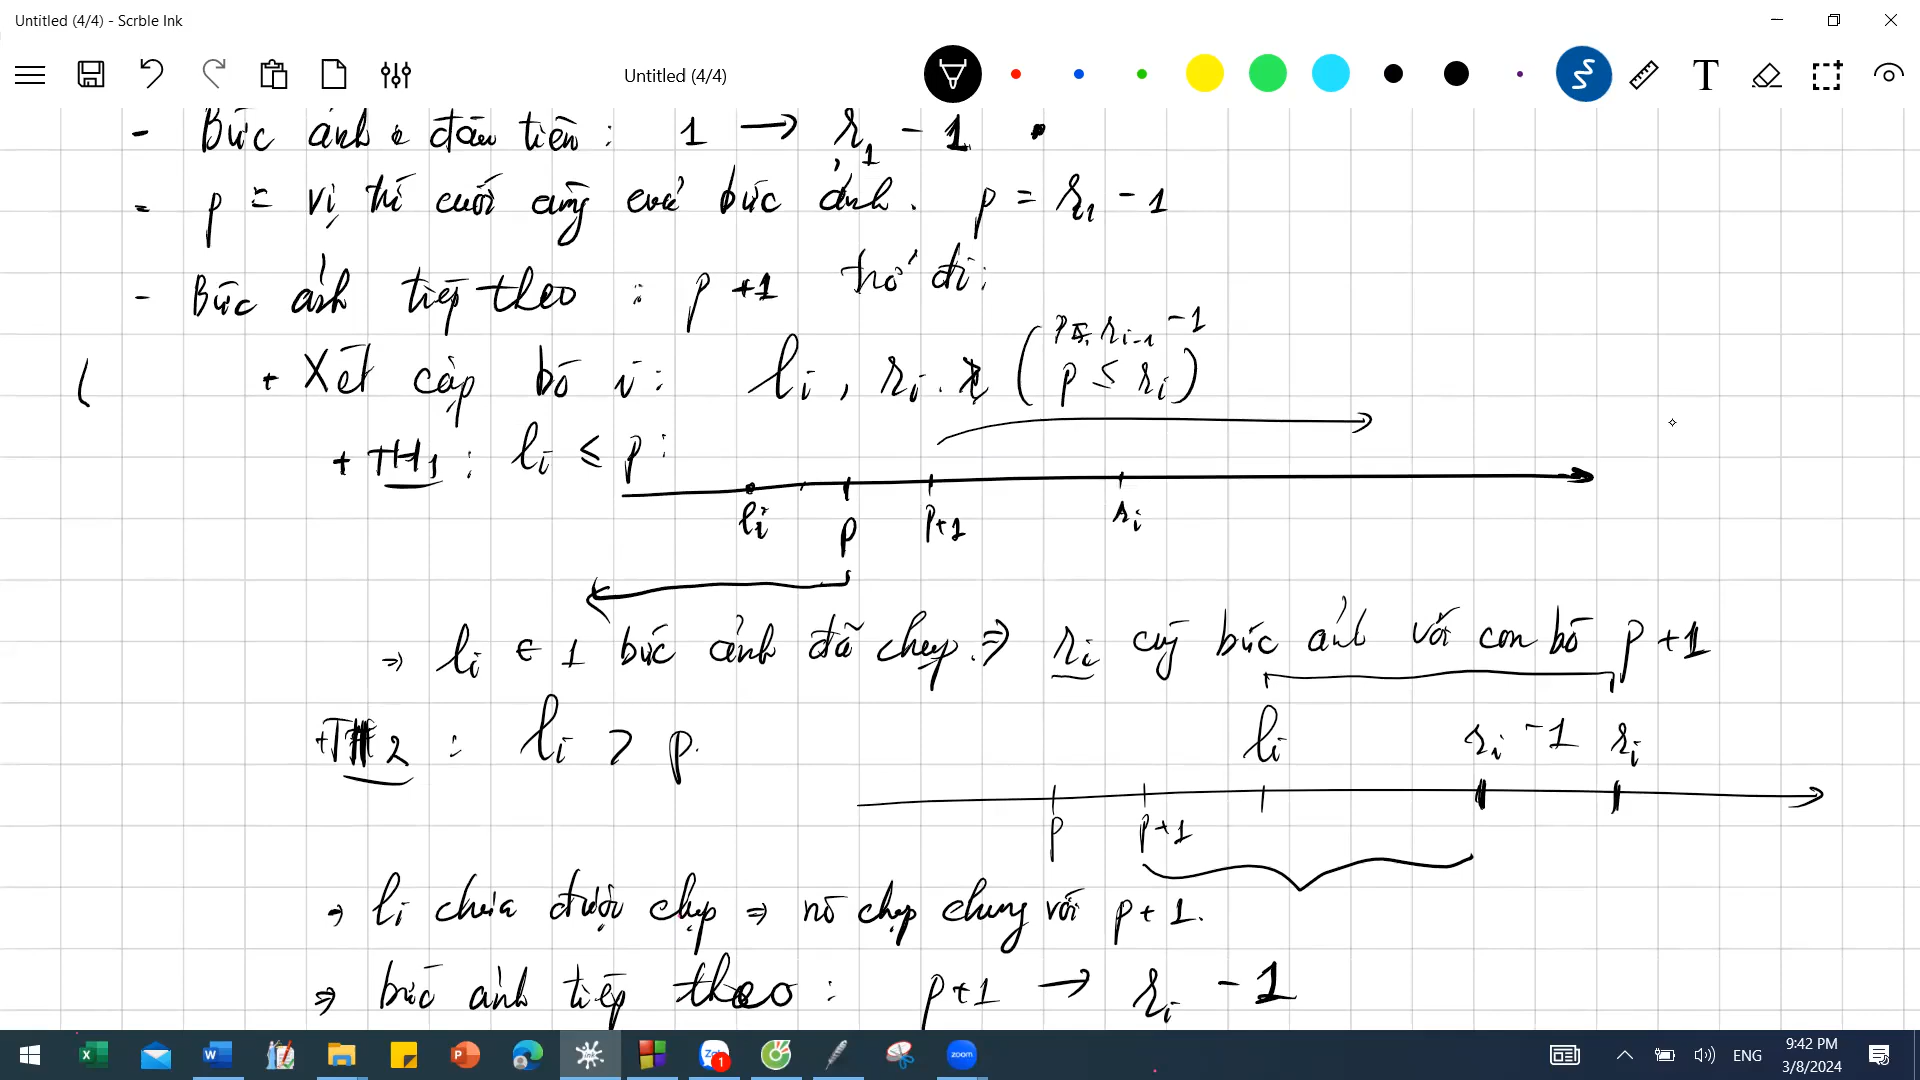 Untitled (4/4) - Scrble Ink
Untitled (4/4)
- Bức ảnh đầu tiên : 1 → r₁ - 1
- p = vị trí cuối cùng của bức ảnh. p = r₁ - 1
- Bức ảnh tiếp theo : p +1 trở đi:
+ Xét cặp bò i: lᵢ , rᵢ. ( p ≤ rᵢ)
rᵢ₋₁ -1
+ TH1 : lᵢ ≤ p :
lᵢ p p+1 rᵢ
⇒ lᵢ ∈ 1 bức ảnh đã chụp. ⇒ rᵢ cùng bức ảnh với con bò p +1
+TH2 : lᵢ > p.
lᵢ rᵢ -1 rᵢ
p p+1
⇒ lᵢ chưa được chụp ⇒ nó chụp chung với p + 1.
⇒ bức ảnh tiếp theo : p+1 → rᵢ - 1
zoom
ENG
9:42 PM
3/8/2024